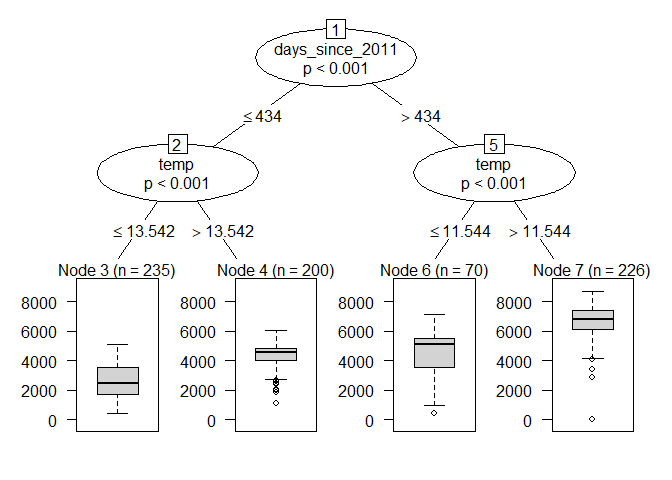 1
days_since_2011
p < 0.001
≤ 434
> 434
2
temp
p < 0.001
5
temp
p < 0.001
≤ 13.542
> 13.542
≤ 11.544
> 11.544
Node 3 (n = 235)
8000
6000
4000
2000
0
Node 4 (n = 200)
8000
6000
4000
2000
0
Node 6 (n = 70)
8000
6000
4000
2000
0
Node 7 (n = 226)
8000
6000
4000
2000
0